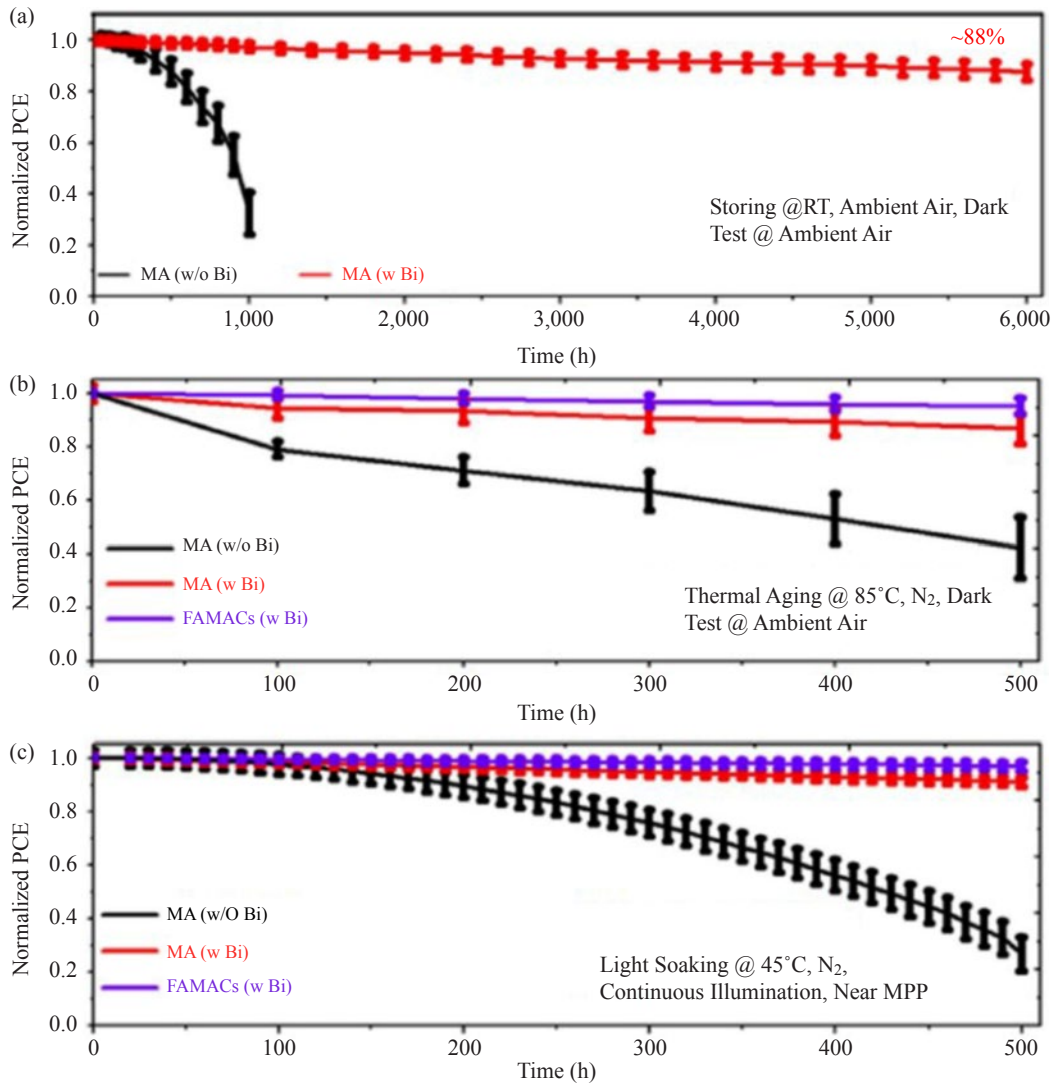 (a)
1.0
0.8
0.6
0.4
0.2
0.0
Normalized PCE
~88%
Storing @RT, Ambient Air, Dark
Test @ Ambient Air
MA (w/o Bi)
MA (w Bi)
0
1,000
2,000
3,000
4,000
5,000
6,000
Time (h)
(b)
1.0
0.8
0.6
0.4
0.2
0.0
Normalized PCE
MA (w/o Bi)
MA (w Bi)
FAMACs (w Bi)
Thermal Aging @ 85˚C, N₂, Dark
Test @ Ambient Air
0
100
200
300
400
500
Time (h)
(c)
1.0
0.8
0.6
0.4
0.2
0.0
Normalized PCE
MA (w/O Bi)
MA (w Bi)
FAMACs (w Bi)
Light Soaking @ 45˚C, N₂,
Continuous Illumination, Near MPP
0
100
200
300
400
500
Time (h)